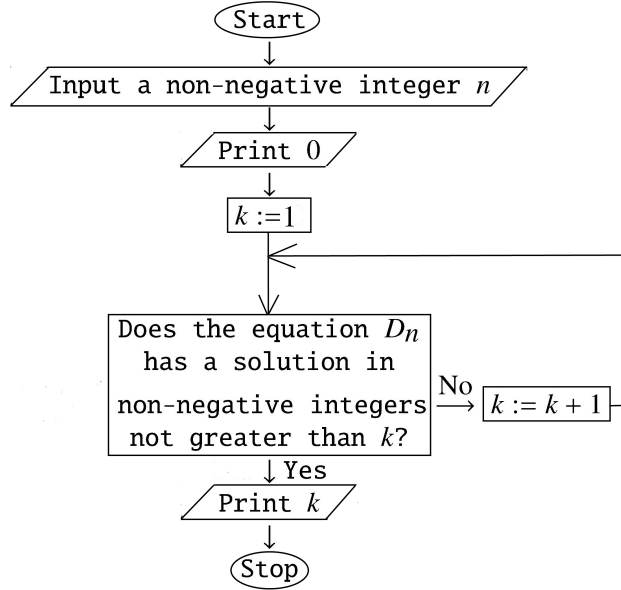 Start
Input a non-negative integer n
Print 0
k :=1
Does the equation Dn
has a solution in
non-negative integers
not greater than k?
No
k := k + 1
Yes
Print k
Stop